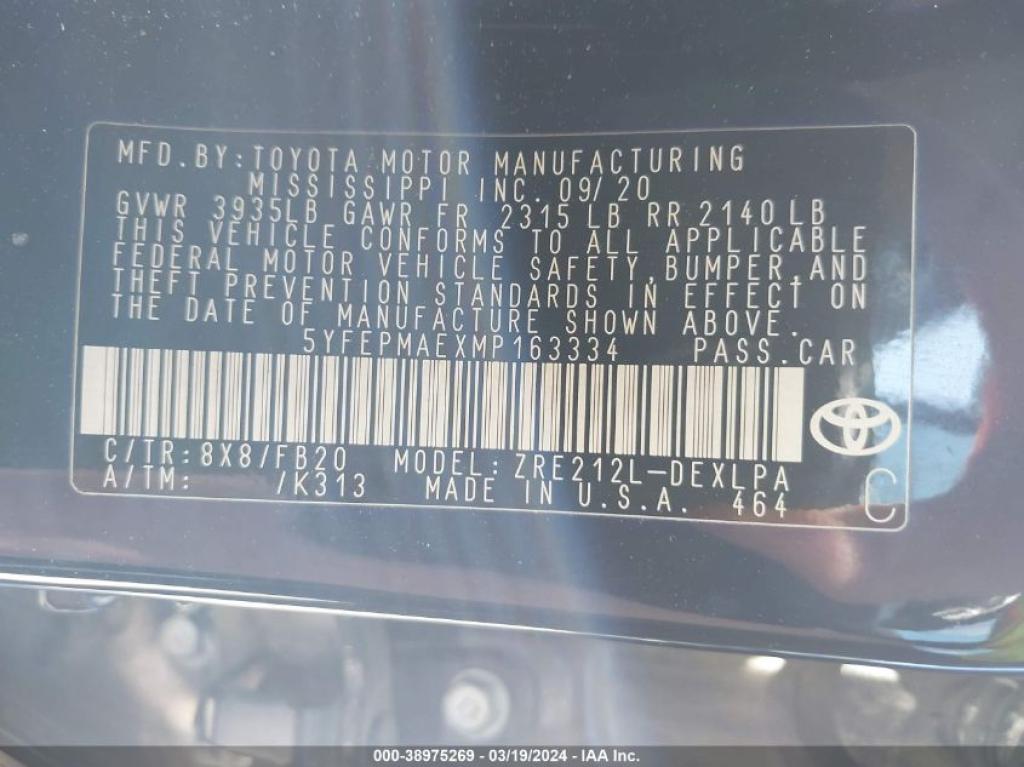 MFD.BY:TOYOTA MOTOR MANUFACTURING
MISSISSIPPI INC. 09/20
GVWR 3935LB GAWR FR 2315 LB RR 2140 LB
THIS VEHICLE CONFORMS TO ALL APPLICABLE
FEDERAL MOTOR VEHICLE SAFETY,BUMPER,AND
THEFT PREVENTION STANDARDS IN EFFECT ON
THE DATE OF MANUFACTURE SHOWN ABOVE.
5YFEPMAEXMP163334 PASS.CAR
C/TR:8X8/FB20 MODEL:ZRE212L-DEXLPA
A/TM: /K313 MADE IN U.S.A. 464
C
000-38975269 - 03/19/2024 - IAA Inc.